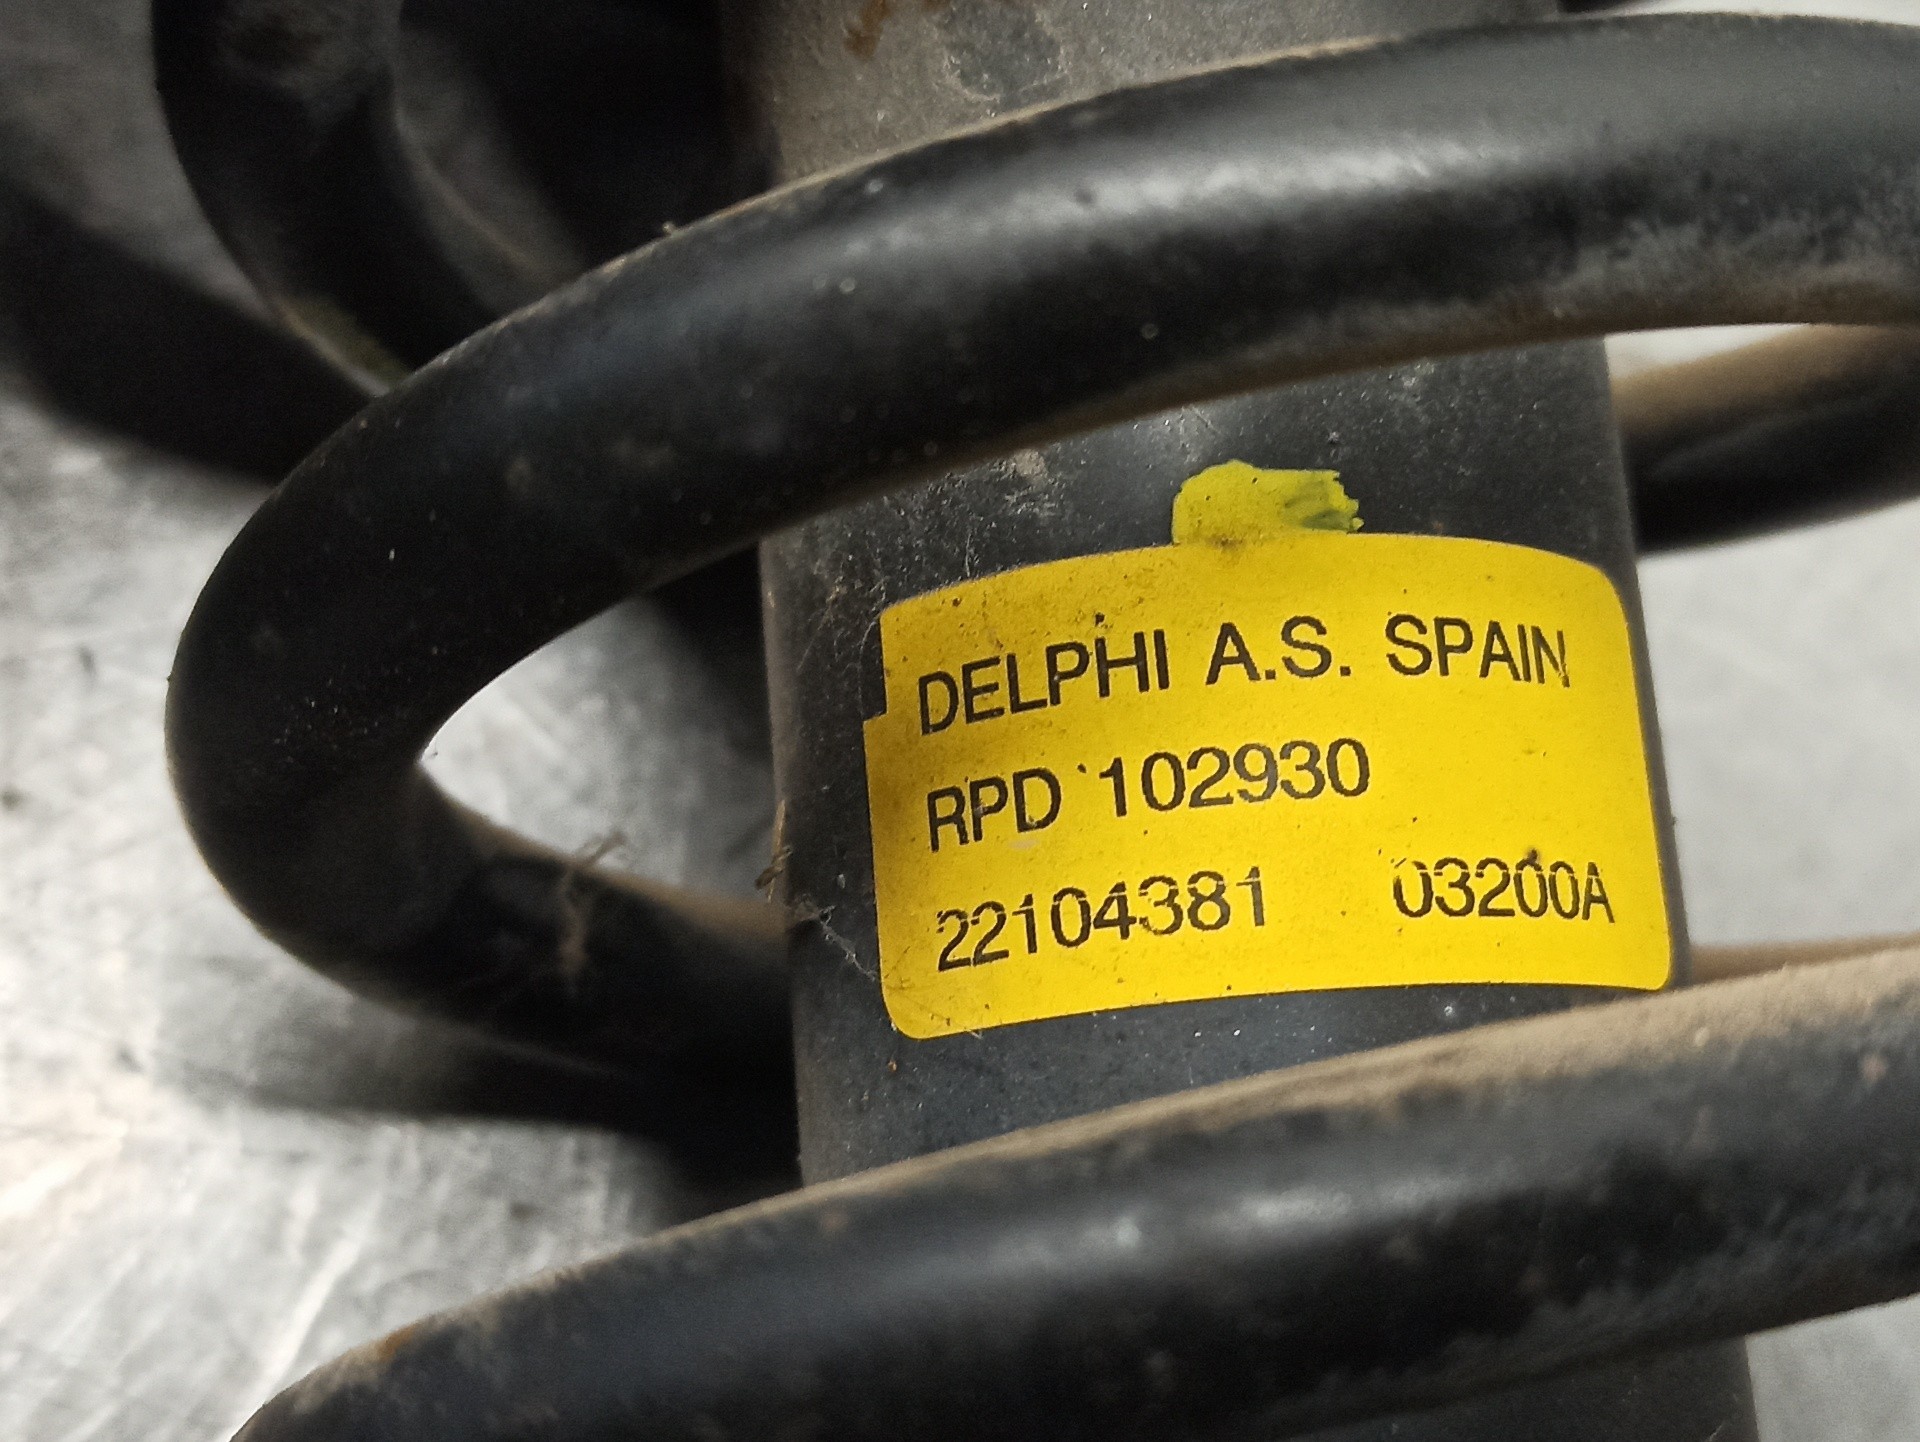 DELPHI A.S. SPAIN
RPD 102930
22104381 03200A